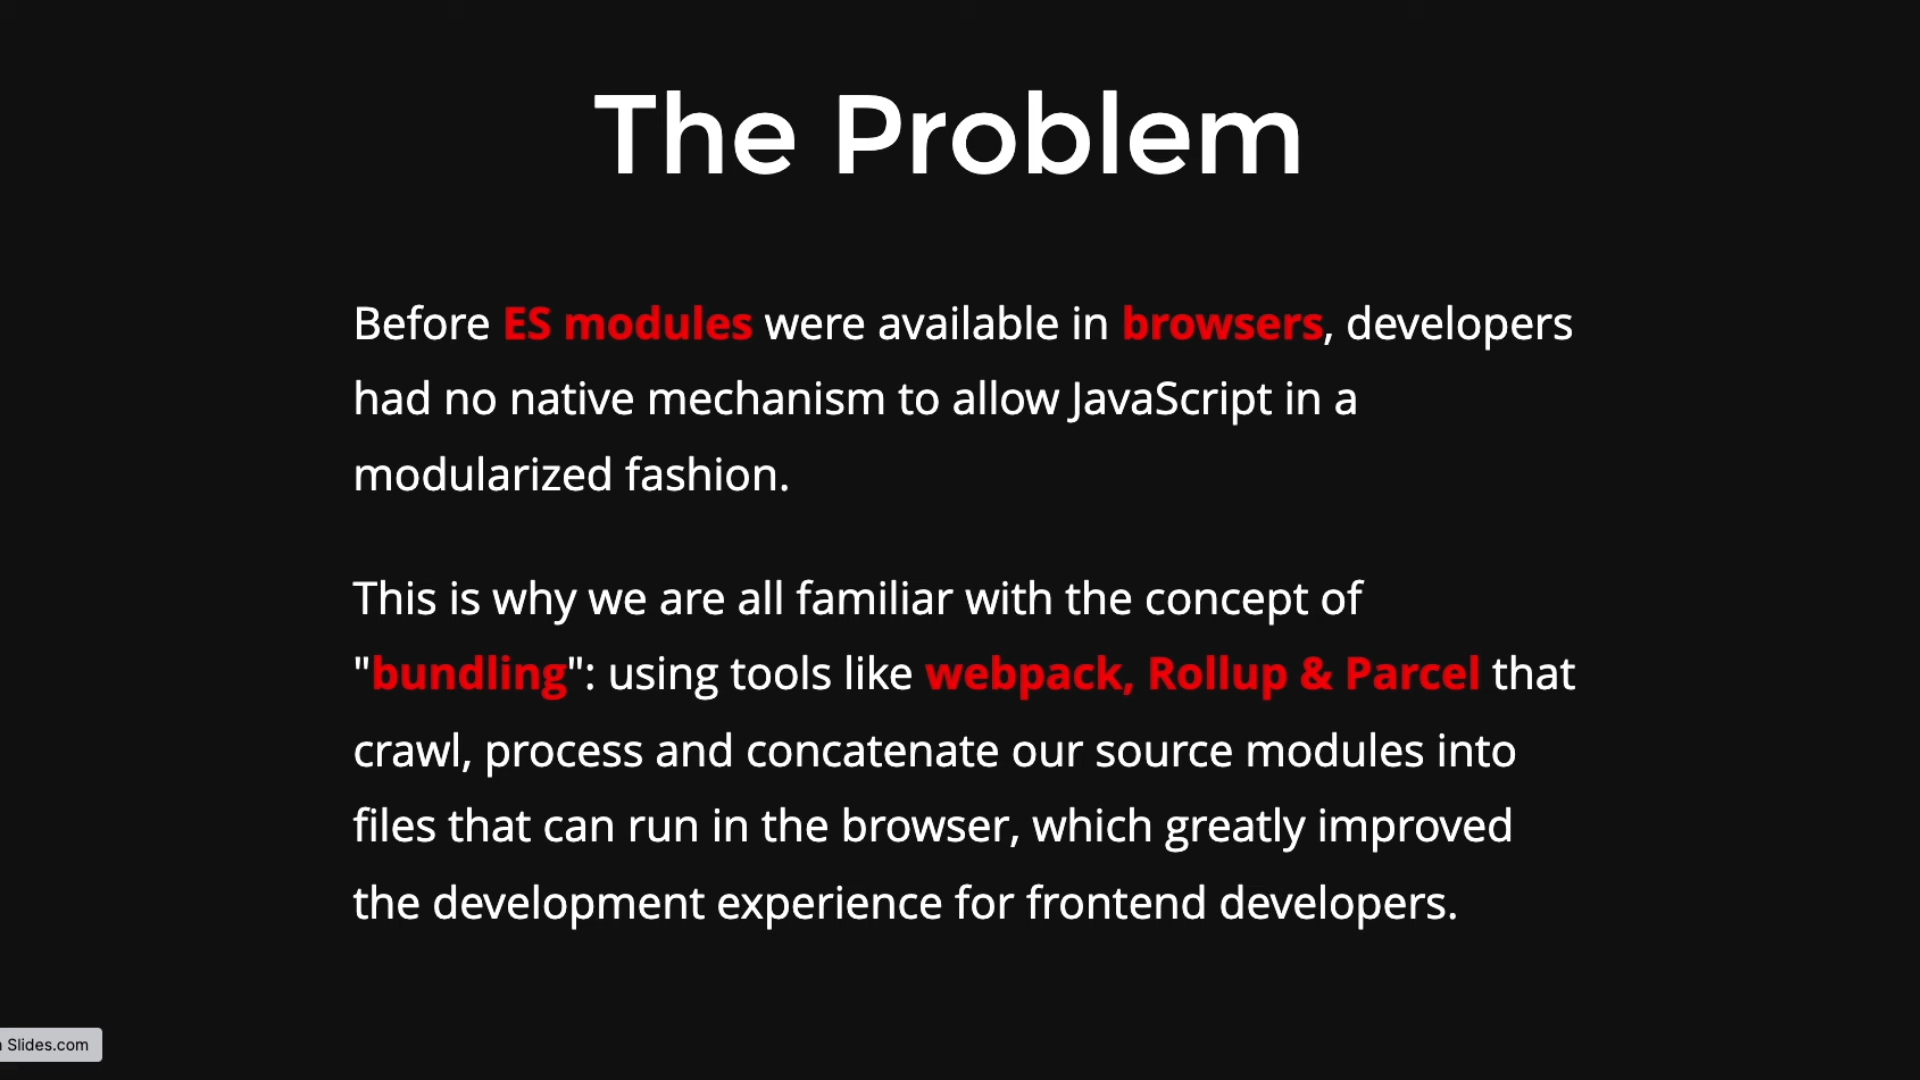 The Problem
Before ES modules were available in browsers, developers
had no native mechanism to allow JavaScript in a
modularized fashion.
This is why we are all familiar with the concept of
"bundling": using tools like webpack, Rollup & Parcel that
crawl, process and concatenate our source modules into
files that can run in the browser, which greatly improved
the development experience for frontend developers.
Slides.com